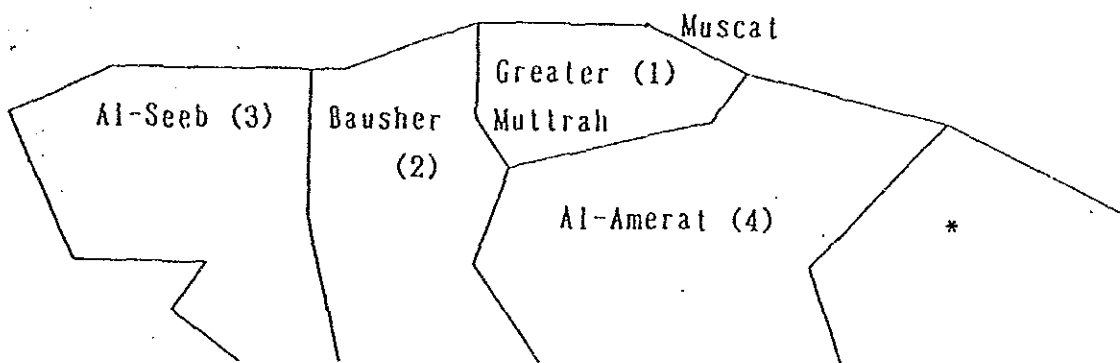 Muscat
Greater (1)
Al-Seeb (3)
Bausher
Muttrah
(2)
Al-Amerat (4)
*